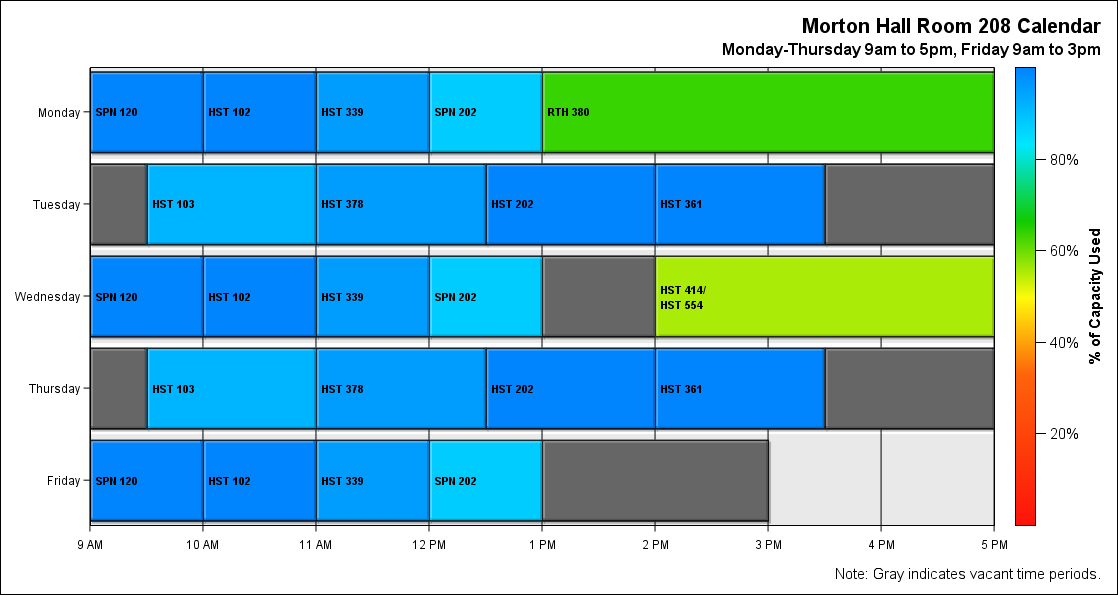 Morton Hall Room 208 Calendar
Monday-Thursday 9am to 5pm, Friday 9am to 3pm
Monday
SPN 120
HST 102
HST 339
SPN 202
RTH 380
Tuesday
HST 103
HST 378
HST 202
HST 361
Wednesday
SPN 120
HST 102
HST 339
SPN 202
HST 414/
HST 554
Thursday
HST 103
HST 378
HST 202
HST 361
Friday
SPN 120
HST 102
HST 339
SPN 202
9 AM
10 AM
11 AM
12 PM
1 PM
2 PM
3 PM
4 PM
5 PM
80%
60%
40%
20%
% of Capacity Used
Note: Gray indicates vacant time periods.